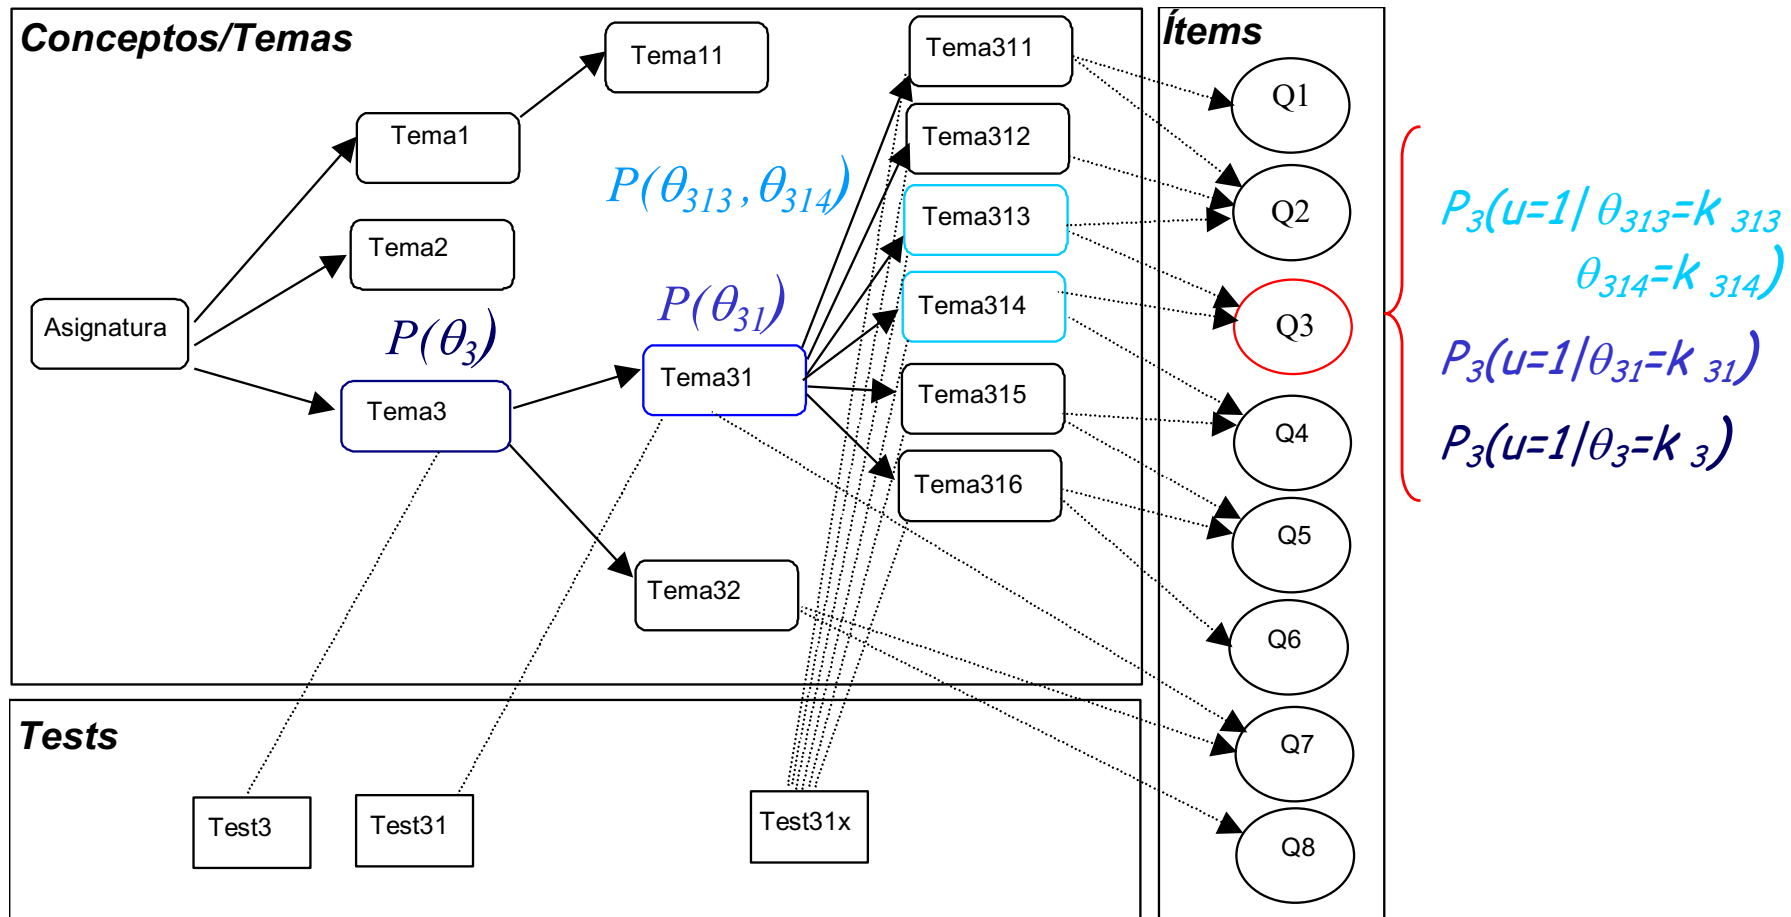 Conceptos/Temas
Ítems
Tema11
Tema311
Q1
Tema1
Tema312
P(θ313,θ314)
Tema313
Q2
P3(u=1| θ313=k 313
θ314=k 314)
Tema2
Tema314
Asignatura
P(θ3)
P(θ31)
Q3
Tema31
P3(u=1|θ31=k 31)
Tema3
Tema315
Q4
P3(u=1|θ3=k 3)
Tema316
Q5
Tema32
Q6
Tests
Q7
Test3
Test31
Test31x
Q8